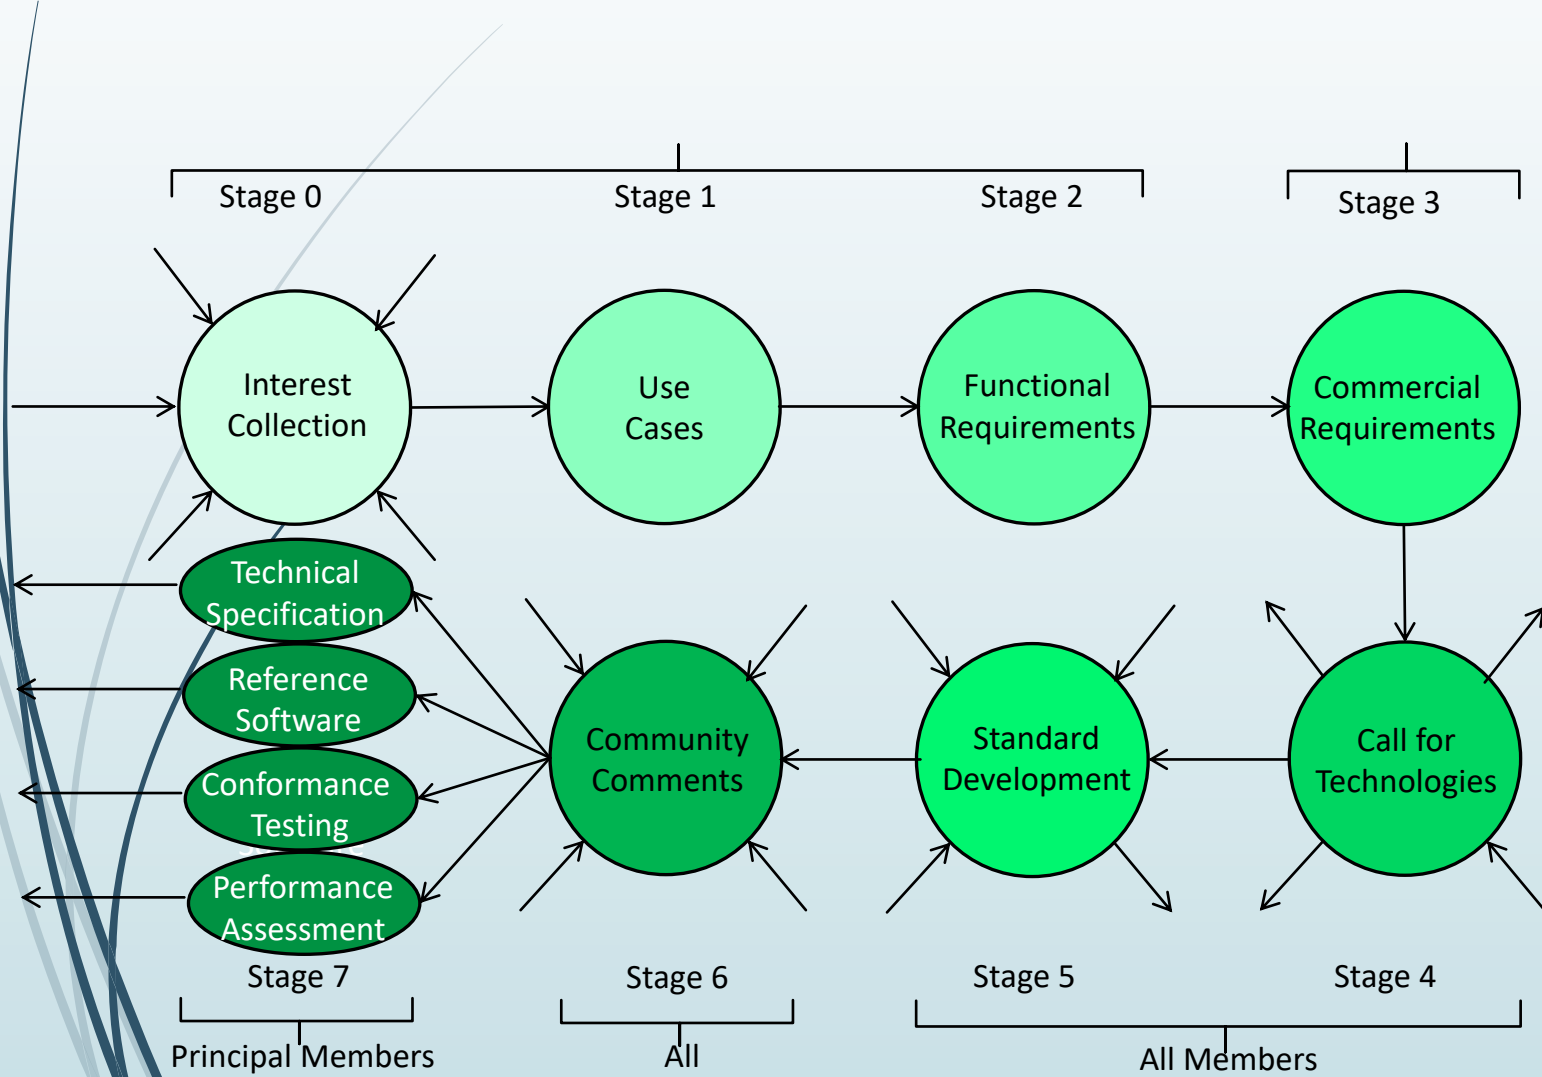 Stage 0
Stage 1
Stage 2
Stage 3
Interest
Collection
Use
Cases
Functional
Requirements
Commercial
Requirements
Technical
Specification
Reference
Software
Conformance
Testing
Performance
Assessment
Community
Comments
Standard
Development
Call for
Technologies
Stage 7
Stage 6
Stage 5
Stage 4
Principal Members
All
All Members